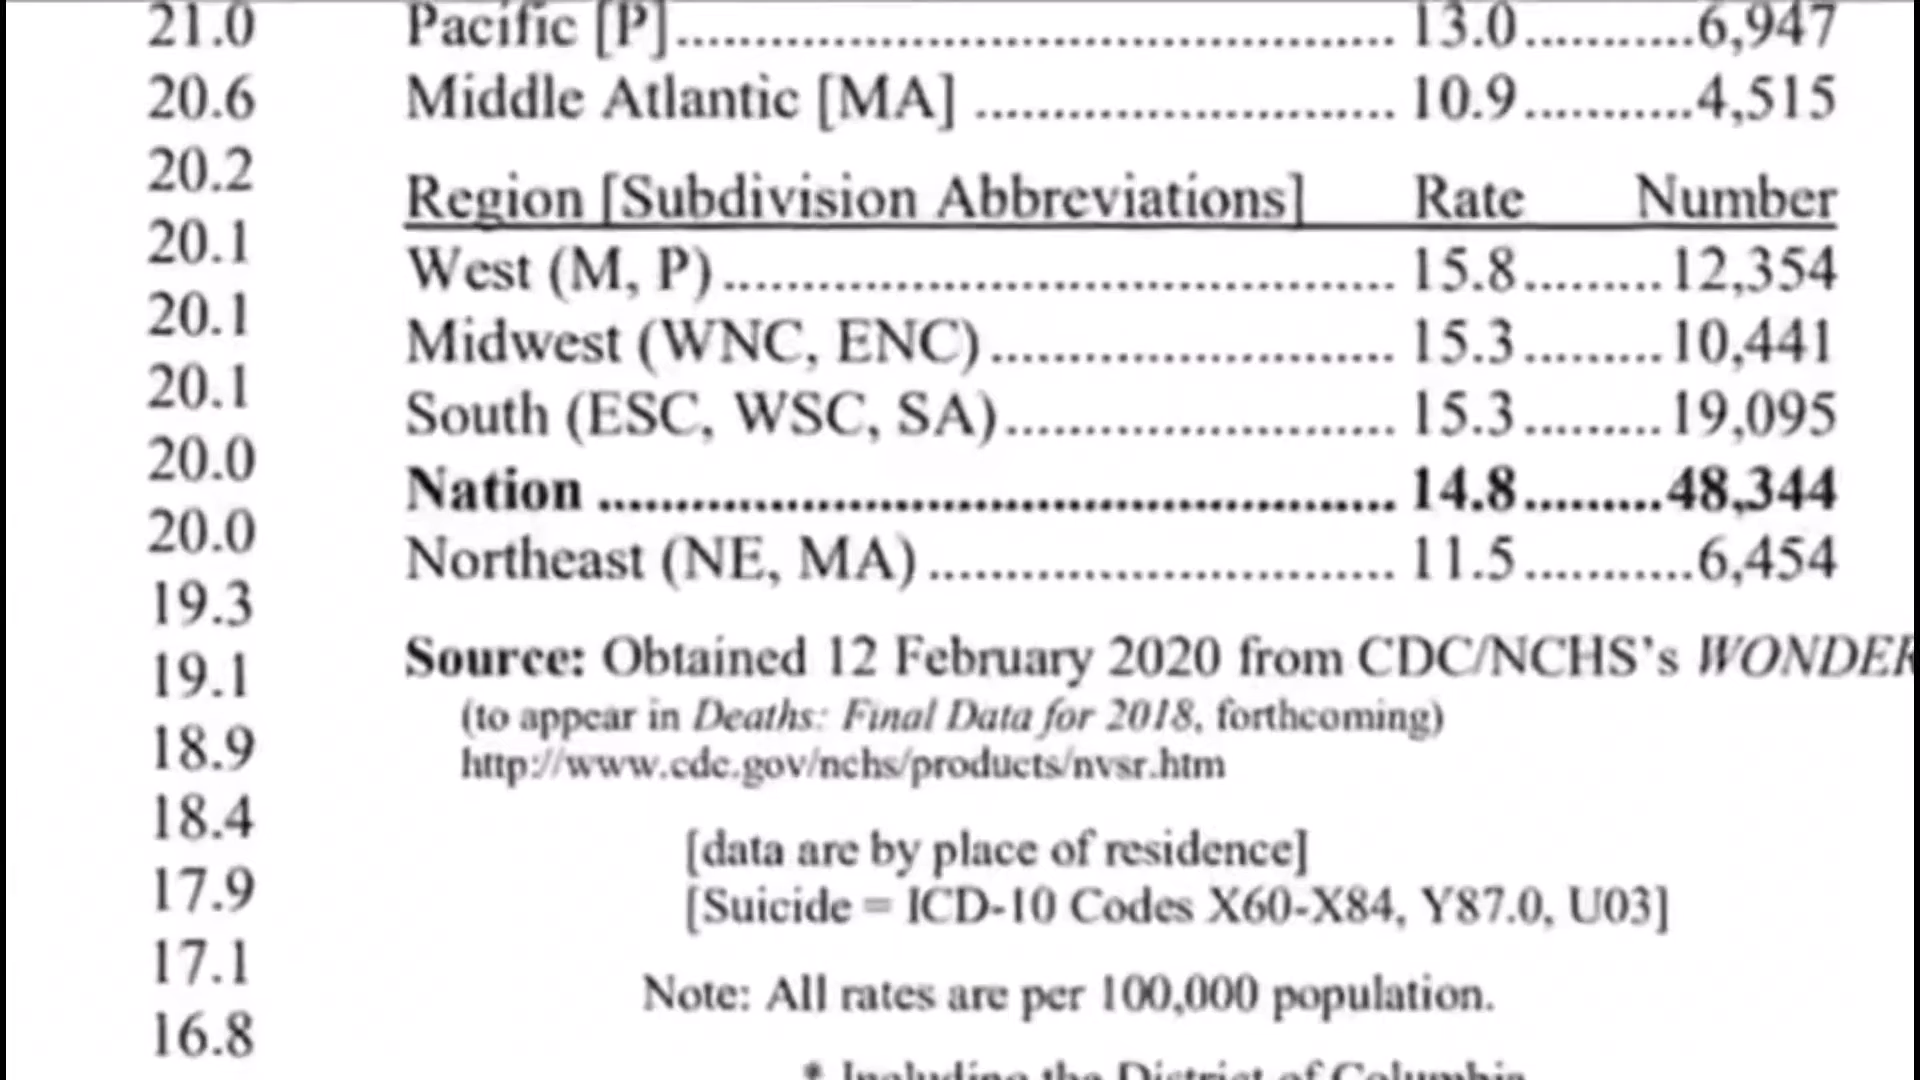 21.0
20.6
20.2
20.1
20.1
20.1
20.0
20.0
19.3
19.1
18.9
18.4
17.9
17.1
16.8
Pacific [P]............................................ 13.0...........6,947
Middle Atlantic [MA] ........................... 10.9...........4,515
Region [Subdivision Abbreviations] Rate Number
West (M, P)........................................... 15.8.........12,354
Midwest (WNC, ENC).......................... 15.3.........10,441
South (ESC, WSC, SA)......................... 15.3.........19,095
Nation ................................................... 14.8.........48,344
Northeast (NE, MA).............................. 11.5...........6,454
Source: Obtained 12 February 2020 from CDC/NCHS's WONDER
(to appear in Deaths: Final Data for 2018, forthcoming)
http://www.cdc.gov/nchs/products/nvsr.htm
[data are by place of residence]
[Suicide = ICD-10 Codes X60-X84, Y87.0, U03]
Note: All rates are per 100,000 population.
* Including the District of Columbia